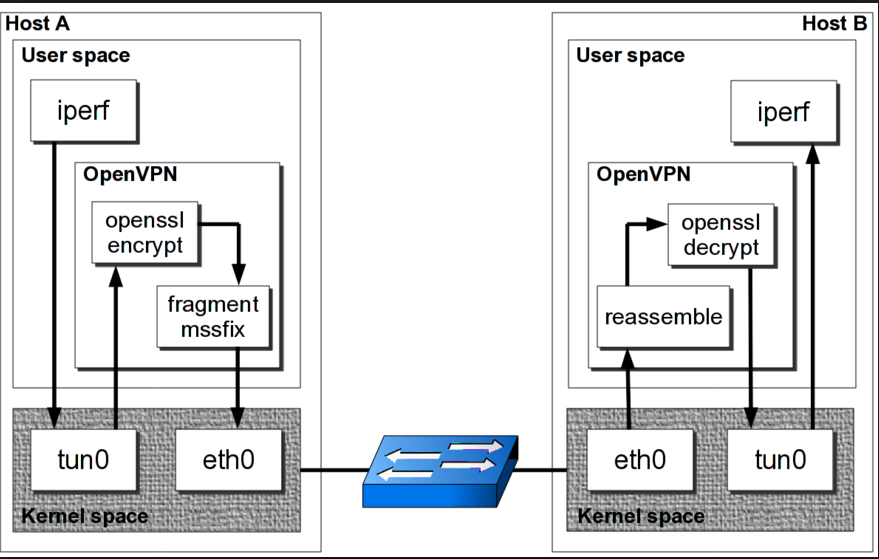 Host A
User space
iperf
OpenVPN
openssl
encrypt
fragment
mssfix
tun0
eth0
Kernel space
Host B
User space
iperf
OpenVPN
openssl
decrypt
reassemble
eth0
tun0
Kernel space